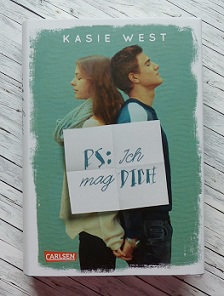 KASIE WEST
PS: Ich
mag DICH
CARLSEN